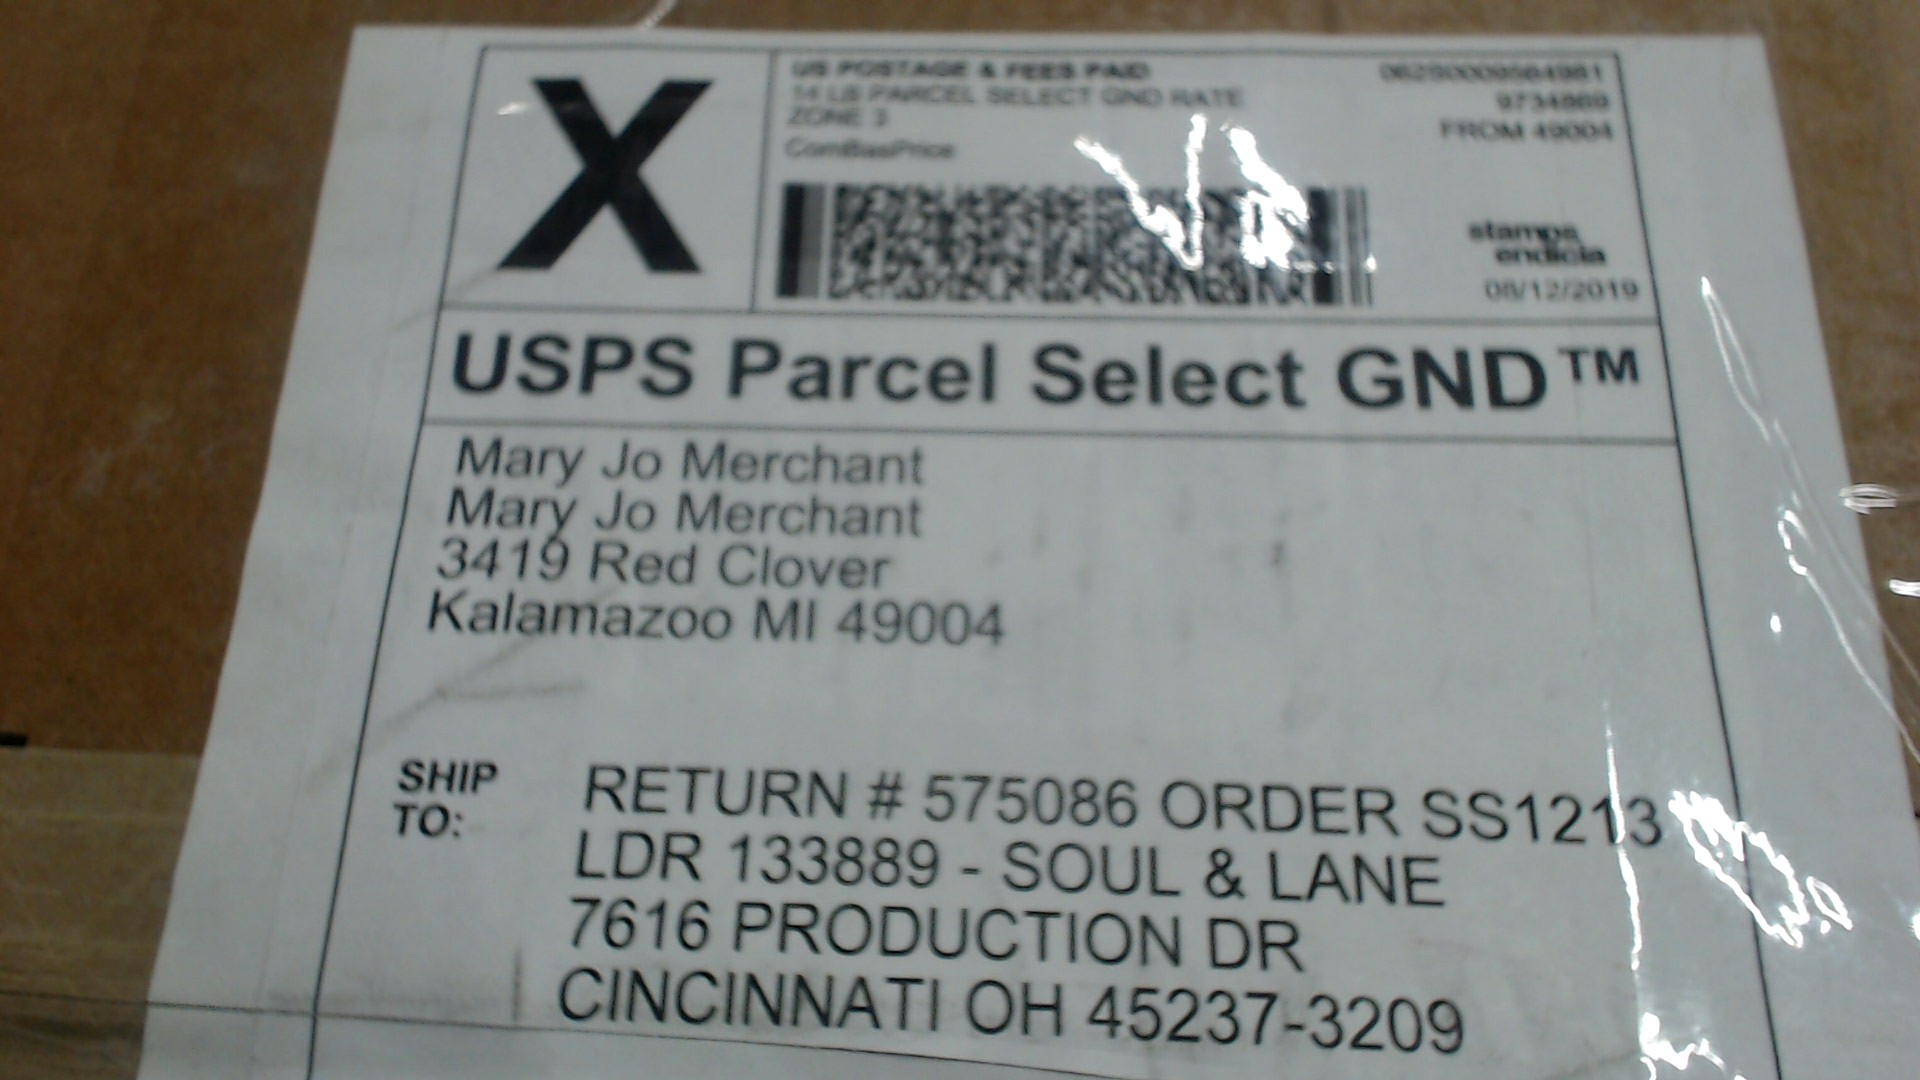 X
US POSTAGE & FEES PAID
14 LB PARCEL SELECT GND RATE
ZONE 3
ComBasPrice
9734869
FROM 49004
stamps
endicia
08/12/2019
USPS Parcel Select GND™
Mary Jo Merchant
Mary Jo Merchant
3419 Red Clover
Kalamazoo MI 49004
SHIP
TO:
RETURN # 575086 ORDER SS1213
LDR 133889 - SOUL & LANE
7616 PRODUCTION DR
CINCINNATI OH 45237-3209